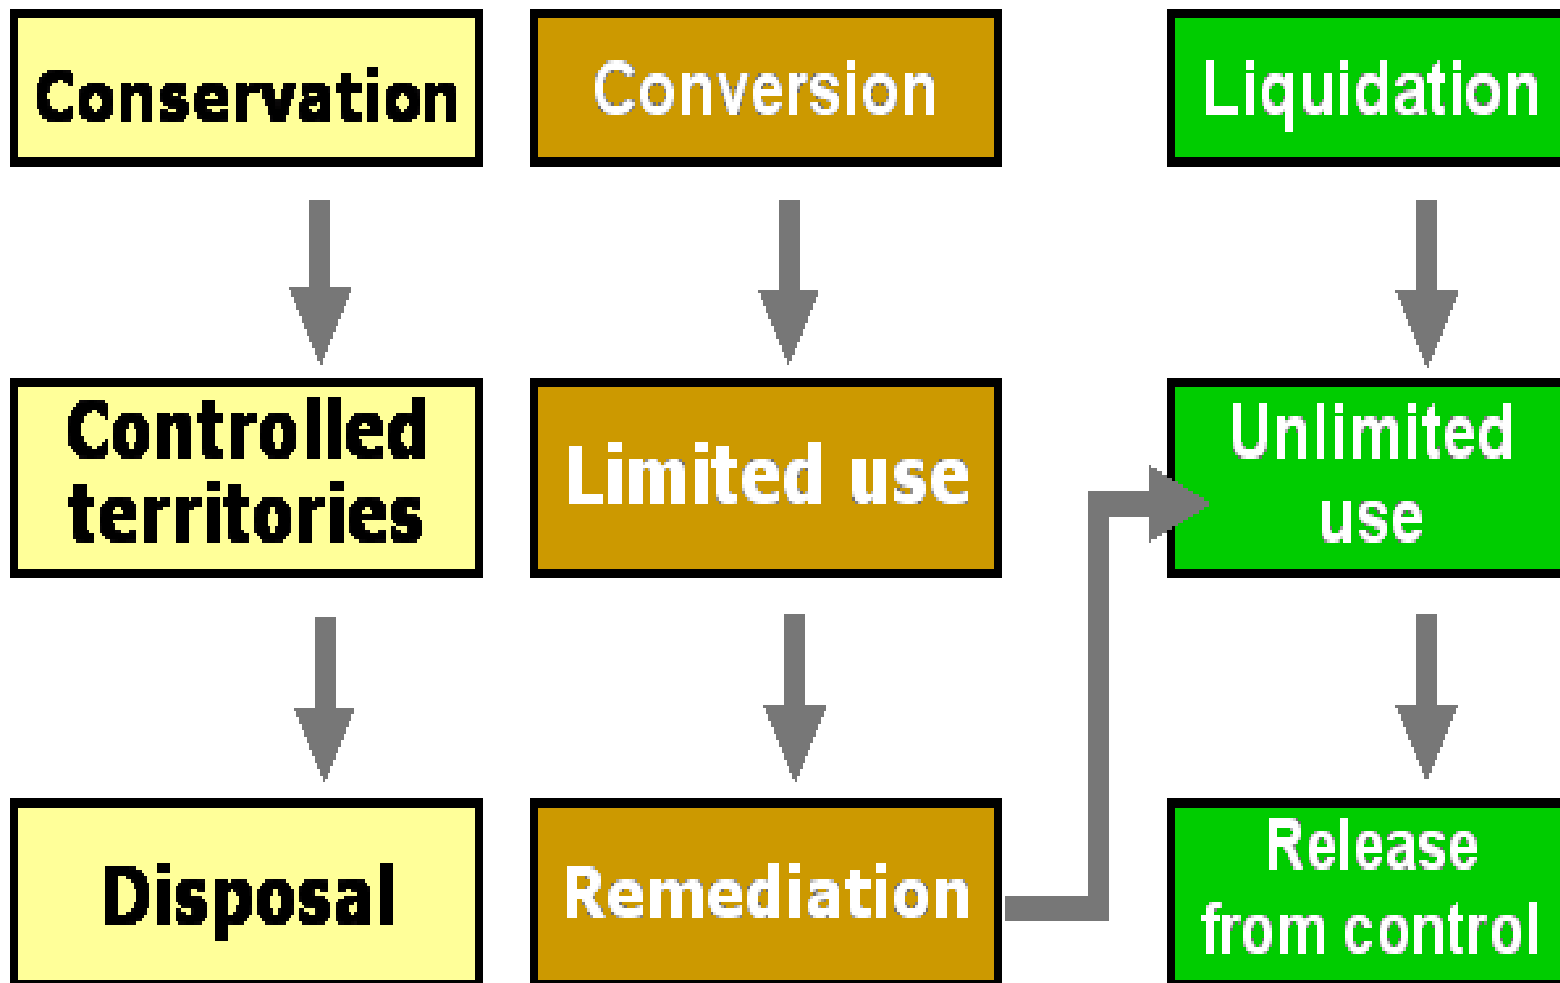 Conservation
Conversion
Liquidation
Controlled
territories
Limited use
Unlimited
use
Disposal
Remediation
Release
from control